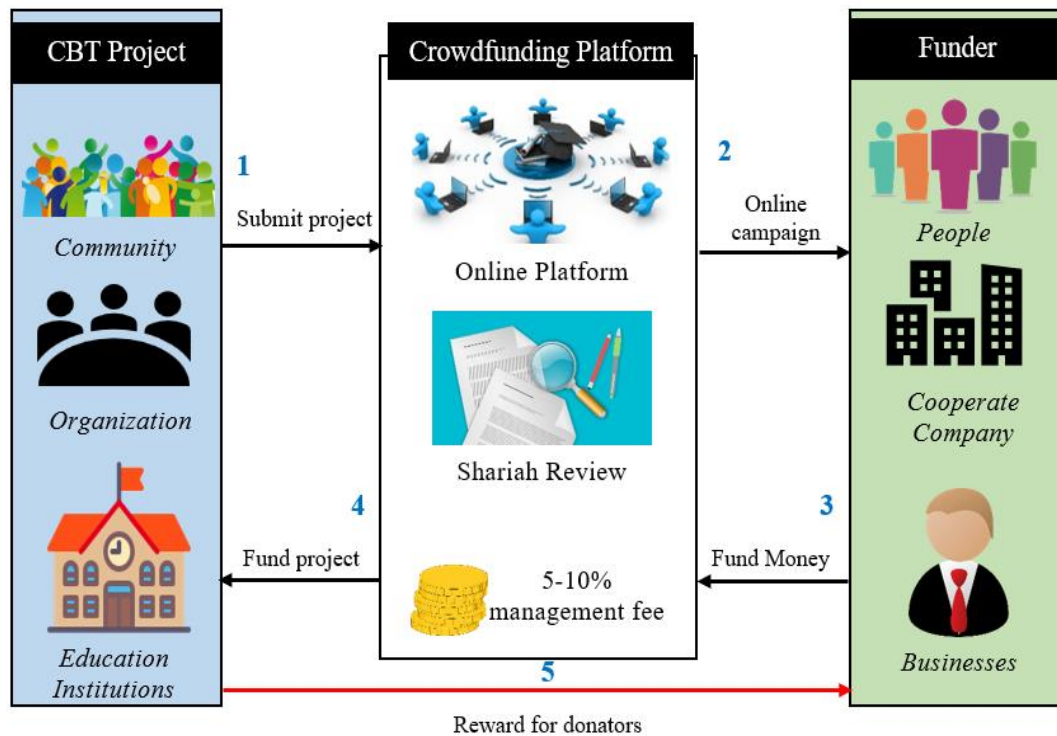 CBT Project
Crowdfunding Platform
Funder
1
Submit project
2
Online
campaign
Community
Online Platform
People
Organization
Shariah Review
Cooperate
Company
4
Fund project
3
Fund Money
5-10%
management fee
Education
Institutions
Businesses
5
Reward for donators